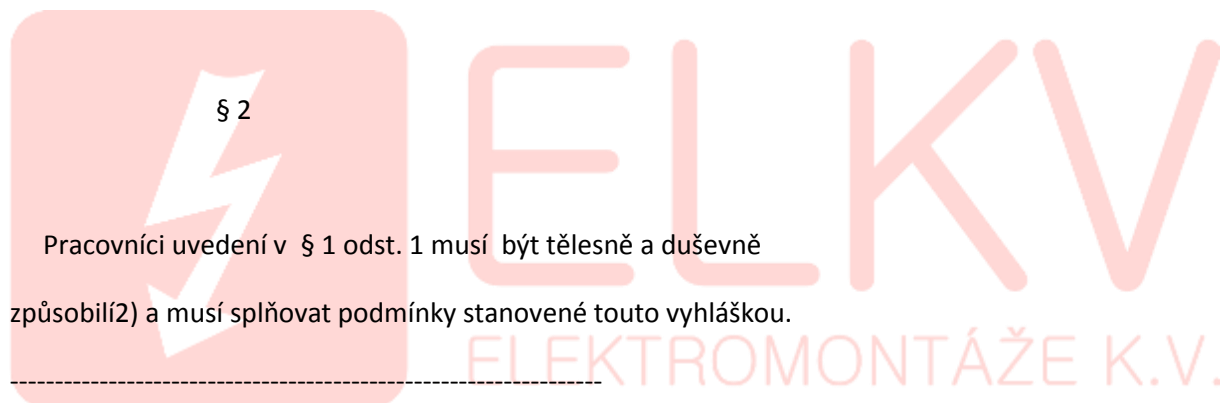 § 2
Pracovníci uvedení v § 1 odst. 1 musí být tělesně a duševně
způsobilí2) a musí splňovat podmínky stanovené touto vyhláškou.
------------------------------------------------------------------
ELKV
ELEKTROMONTÁŽE K.V.